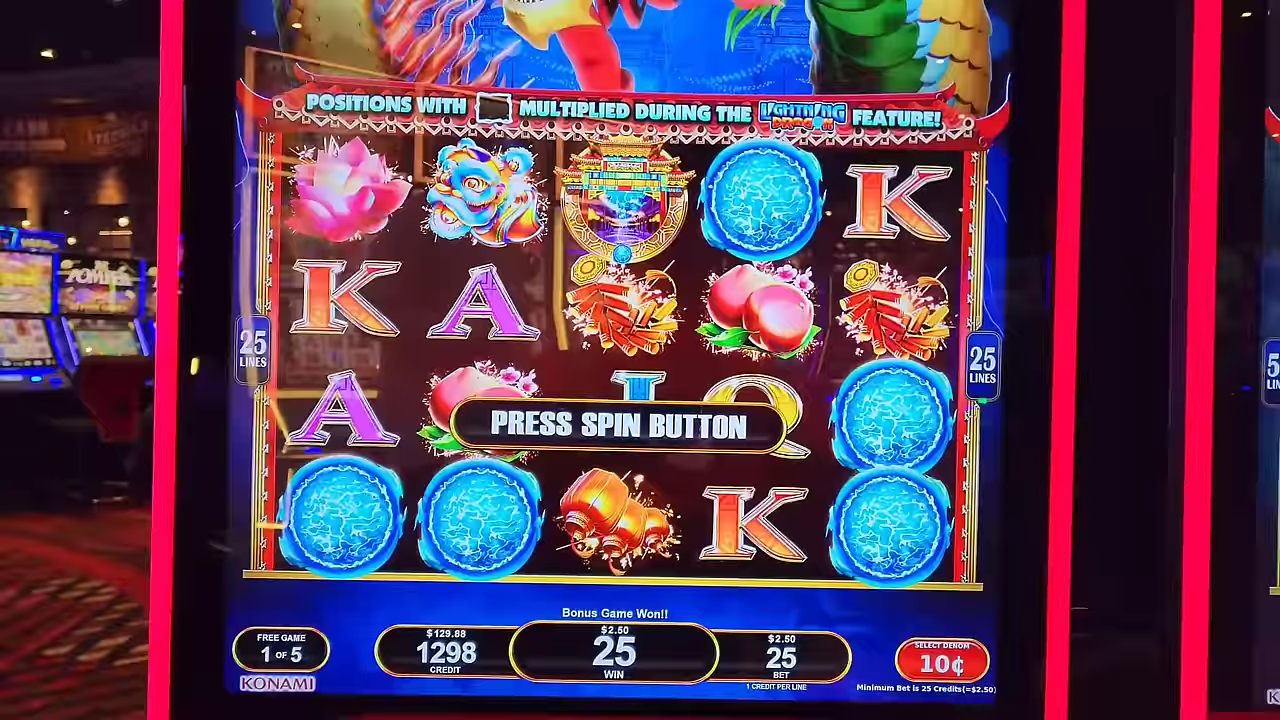 POSITIONS WITH MULTIPLIED DURING THE LIGHTNING DRAGON FEATURE!
K
K
A
25
LINES
25
LINES
A
J
Q
PRESS SPIN BUTTON
K
Bonus Game Won!!
FREE GAME
1 OF 5
$129.88
1298
CREDIT
$2.50
25
WIN
$2.50
25
BET
1 CREDIT PER LINE
SELECT DENOM
10¢
Minimum Bet is 25 Credits(=$2.50)
KONAMI